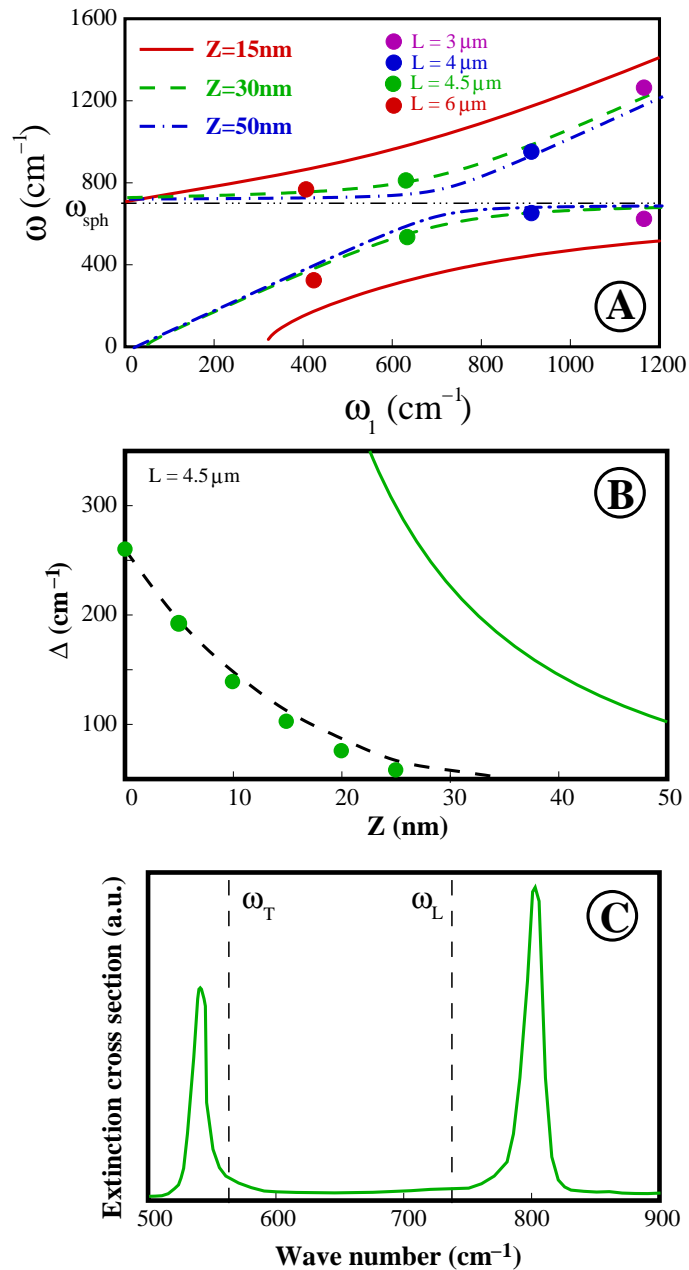 1600
1200
800
ω_sph
400
0
ω (cm⁻¹)
Z=15nm
Z=30nm
Z=50nm
L = 3 μm
L = 4 μm
L = 4.5 μm
L = 6 μm
A
0 200 400 600 800 1000 1200
ω₁ (cm⁻¹)
L = 4.5 μm
B
300
200
100
Δ (cm⁻¹)
0 10 20 30 40 50
Z (nm)
ω_T
ω_L
C
Extinction cross section (a.u.)
500 600 700 800 900
Wave number (cm⁻¹)